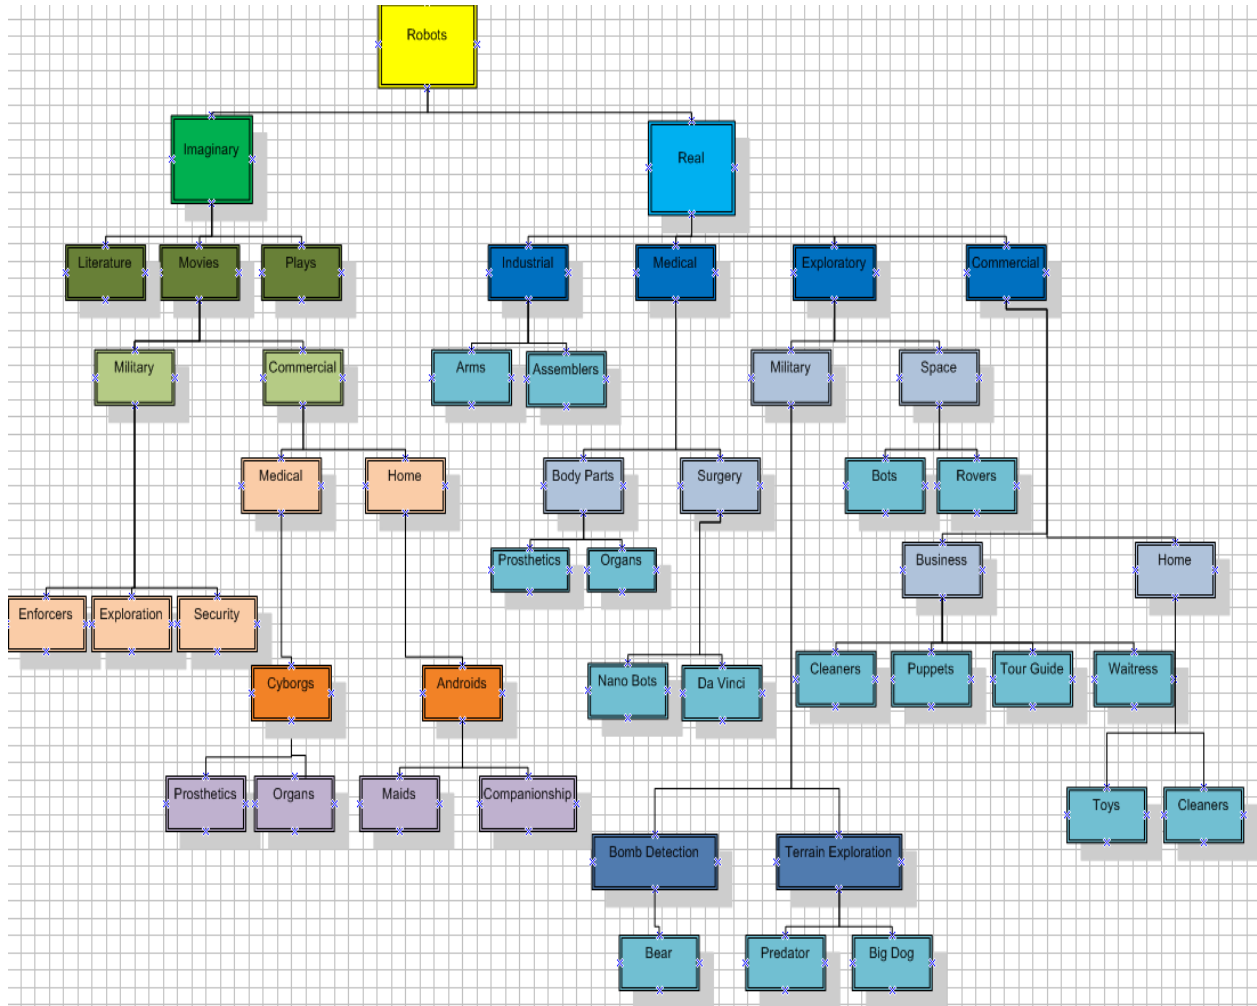 Robots
Imaginary
Real
Literature
Movies
Plays
Industrial
Medical
Exploratory
Commercial
Military
Commercial
Arms
Assemblers
Military
Space
Medical
Home
Body Parts
Surgery
Bots
Rovers
Prosthetics
Organs
Business
Home
Enforcers
Exploration
Security
Cyborgs
Androids
Nano Bots
Da Vinci
Cleaners
Puppets
Tour Guide
Waitress
Prosthetics
Organs
Maids
Companionship
Toys
Cleaners
Bomb Detection
Terrain Exploration
Bear
Predator
Big Dog